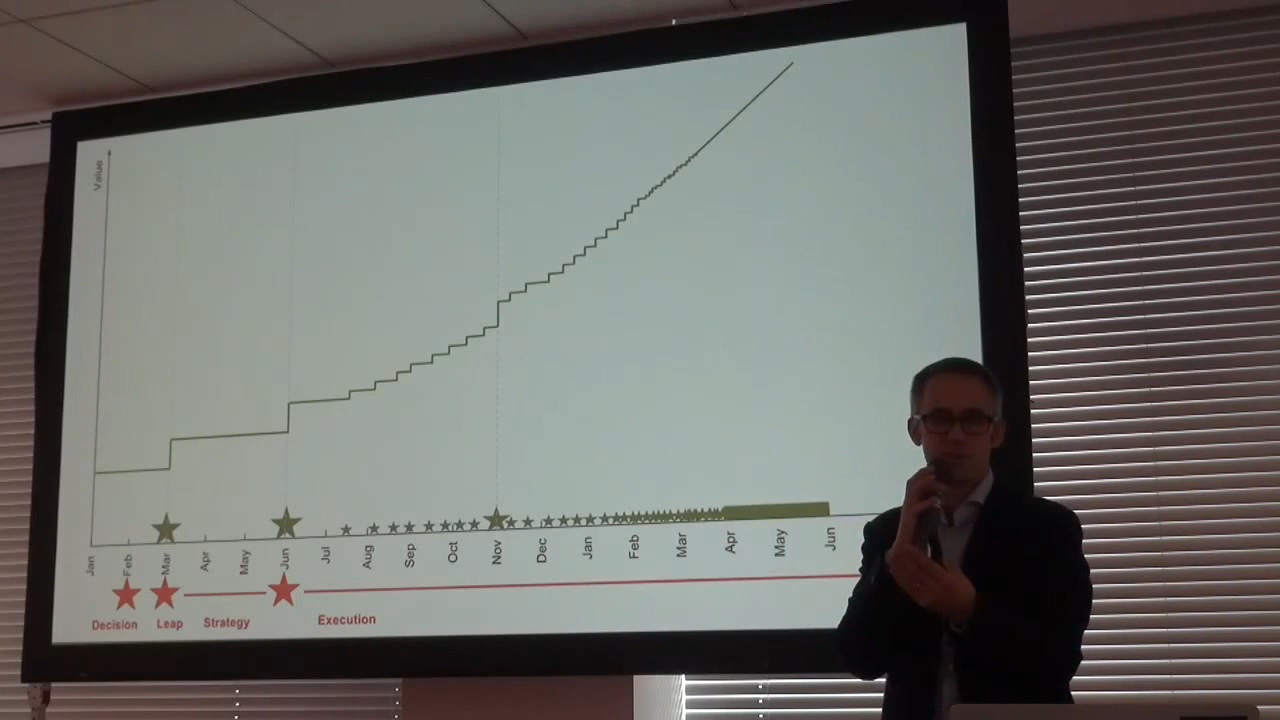 Value
Jan Feb Mar Apr May Jun Jul Aug Sep Oct Nov Dec Jan Feb Mar Apr May Jun
Decision Leap Strategy Execution